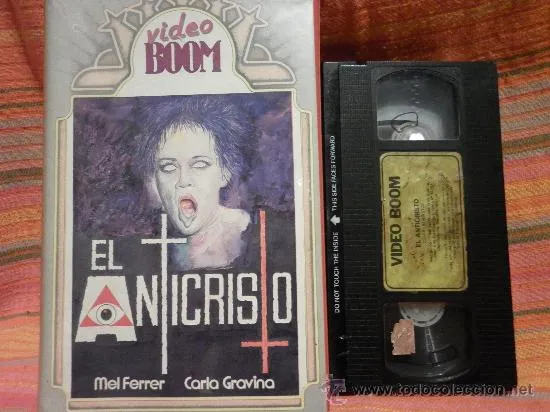 video
BOOM
EL
ANTICRISTO
Mel Ferrer Carla Gravina
DO NOT TOUCH THE INSIDE
THIS SIDE FACES FORWARD
VIDEO BOOM
EL ANTICRISTO
www.todocoleccion.net